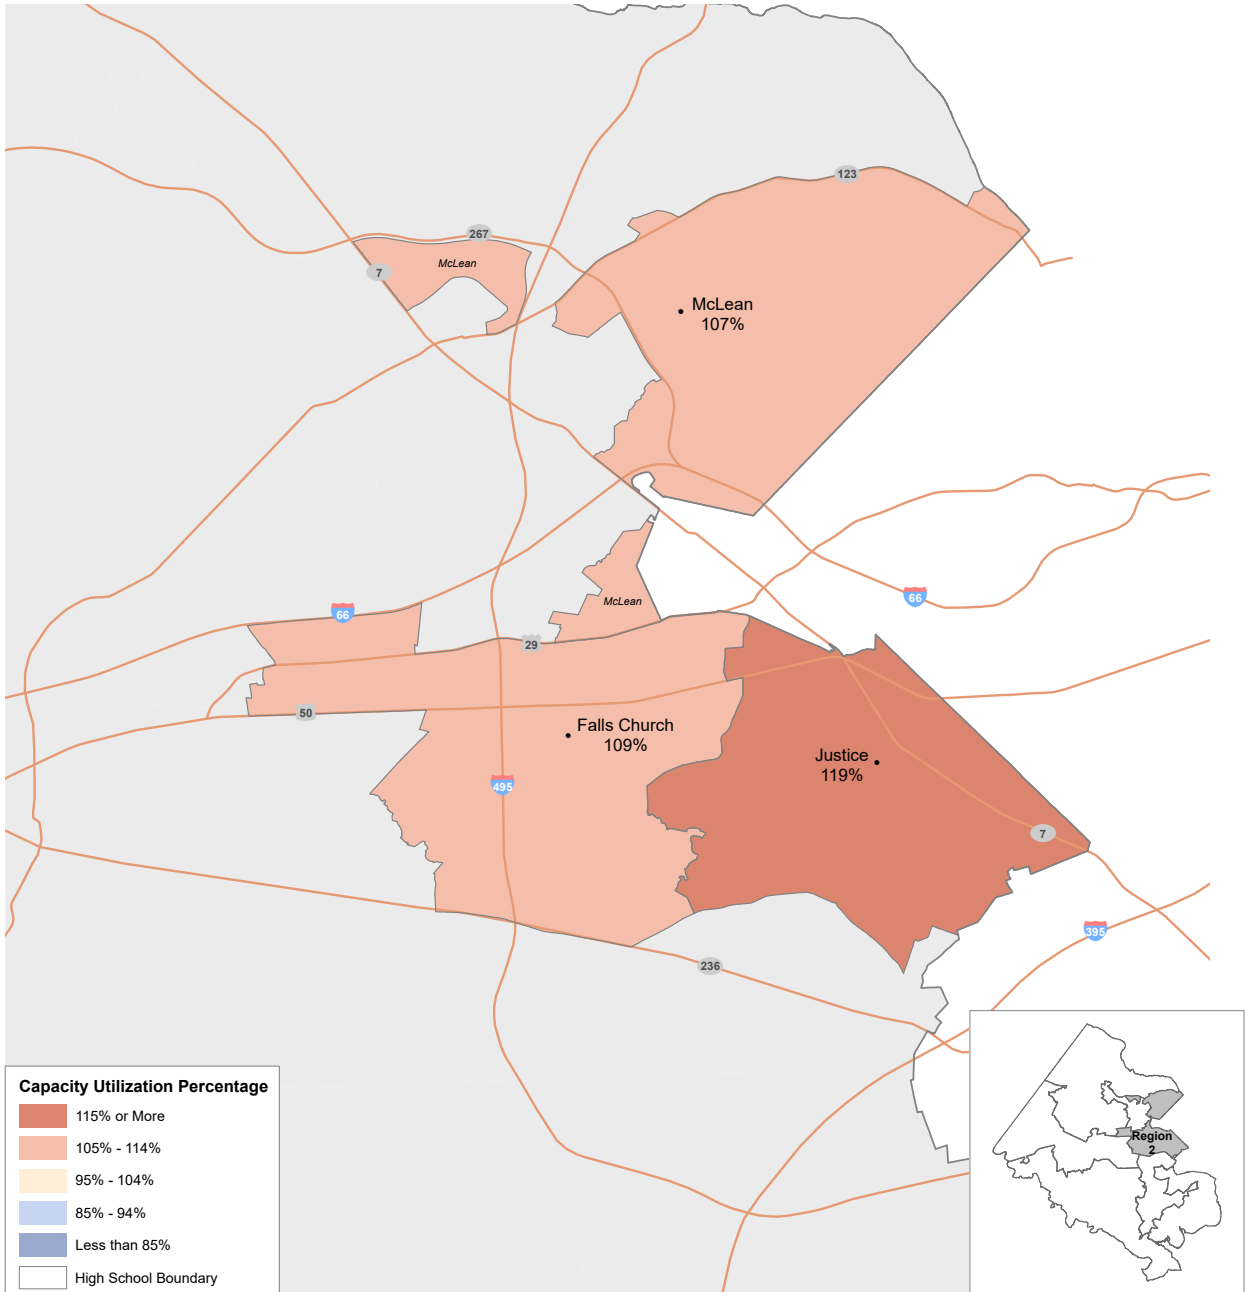 123
267
McLean
7
McLean
107%
McLean
66
66
29
50
Falls Church
109%
Justice
119%
495
7
395
236
Capacity Utilization Percentage
115% or More
105% - 114%
95% - 104%
85% - 94%
Less than 85%
High School Boundary
Region
2